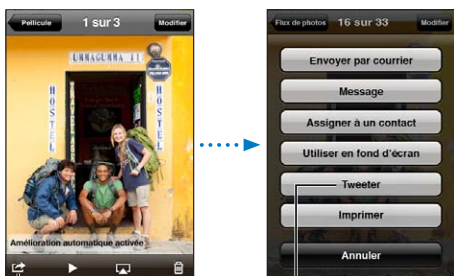 Pellicule
1 sur 3
Modifier
UMMAGUMMA II
HOSTEL
HOSTEL
Amélioration automatique activée
Flux de photos
16 sur 33
Modifier
Envoyer par courrier
Message
Assigner à un contact
Utiliser en fond d'écran
Tweeter
Imprimer
Annuler